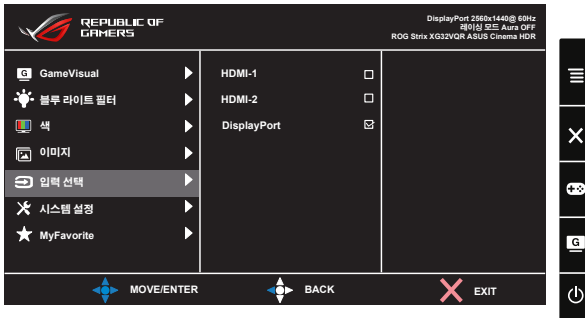 REPUBLIC OF
GAMERS
DisplayPort 2560x1440@ 60Hz
레이싱 모드 Aura OFF
ROG Strix XG32VQR ASUS Cinema HDR
G GameVisual
블루 라이트 필터
색
이미지
입력 선택
시스템 설정
MyFavorite
HDMI-1
HDMI-2
DisplayPort
MOVE/ENTER
BACK
EXIT
G